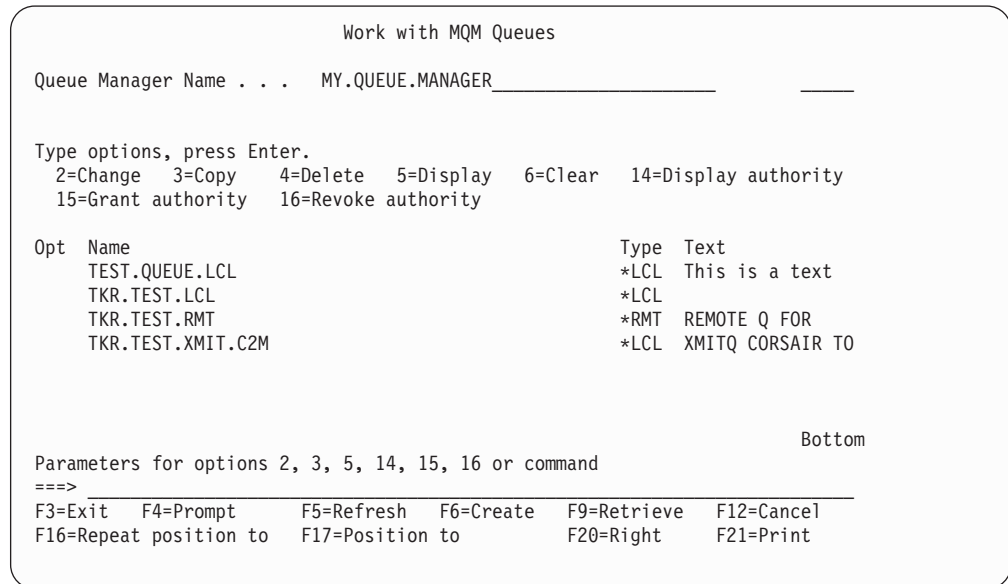 Work with MQM Queues
Queue Manager Name . . . MY.QUEUE.MANAGER_____________________ _____
Type options, press Enter.
2=Change 3=Copy 4=Delete 5=Display 6=Clear 14=Display authority
15=Grant authority 16=Revoke authority
Opt Name Type Text
TEST.QUEUE.LCL *LCL This is a text
TKR.TEST.LCL *LCL
TKR.TEST.RMT *RMT REMOTE Q FOR
TKR.TEST.XMIT.C2M *LCL XMITQ CORSAIR TO
Bottom
Parameters for options 2, 3, 5, 14, 15, 16 or command
===> ________________________________________________________________________
F3=Exit F4=Prompt F5=Refresh F6=Create F9=Retrieve F12=Cancel
F16=Repeat position to F17=Position to F20=Right F21=Print